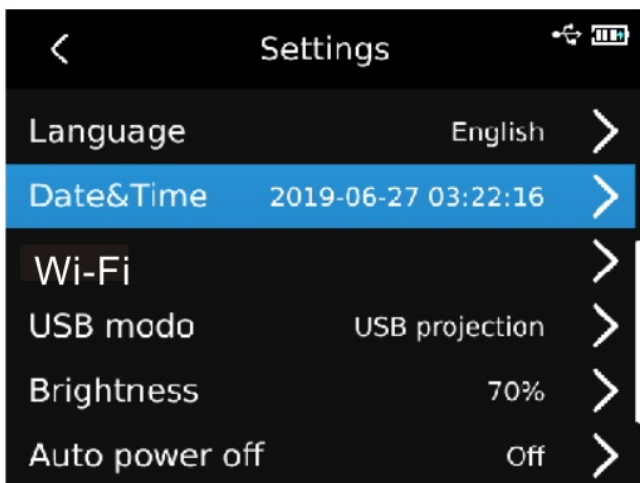 Settings
Language English
Date&Time 2019-06-27 03:22:16
Wi-Fi
USB modo USB projection
Brightness 70%
Auto power off Off